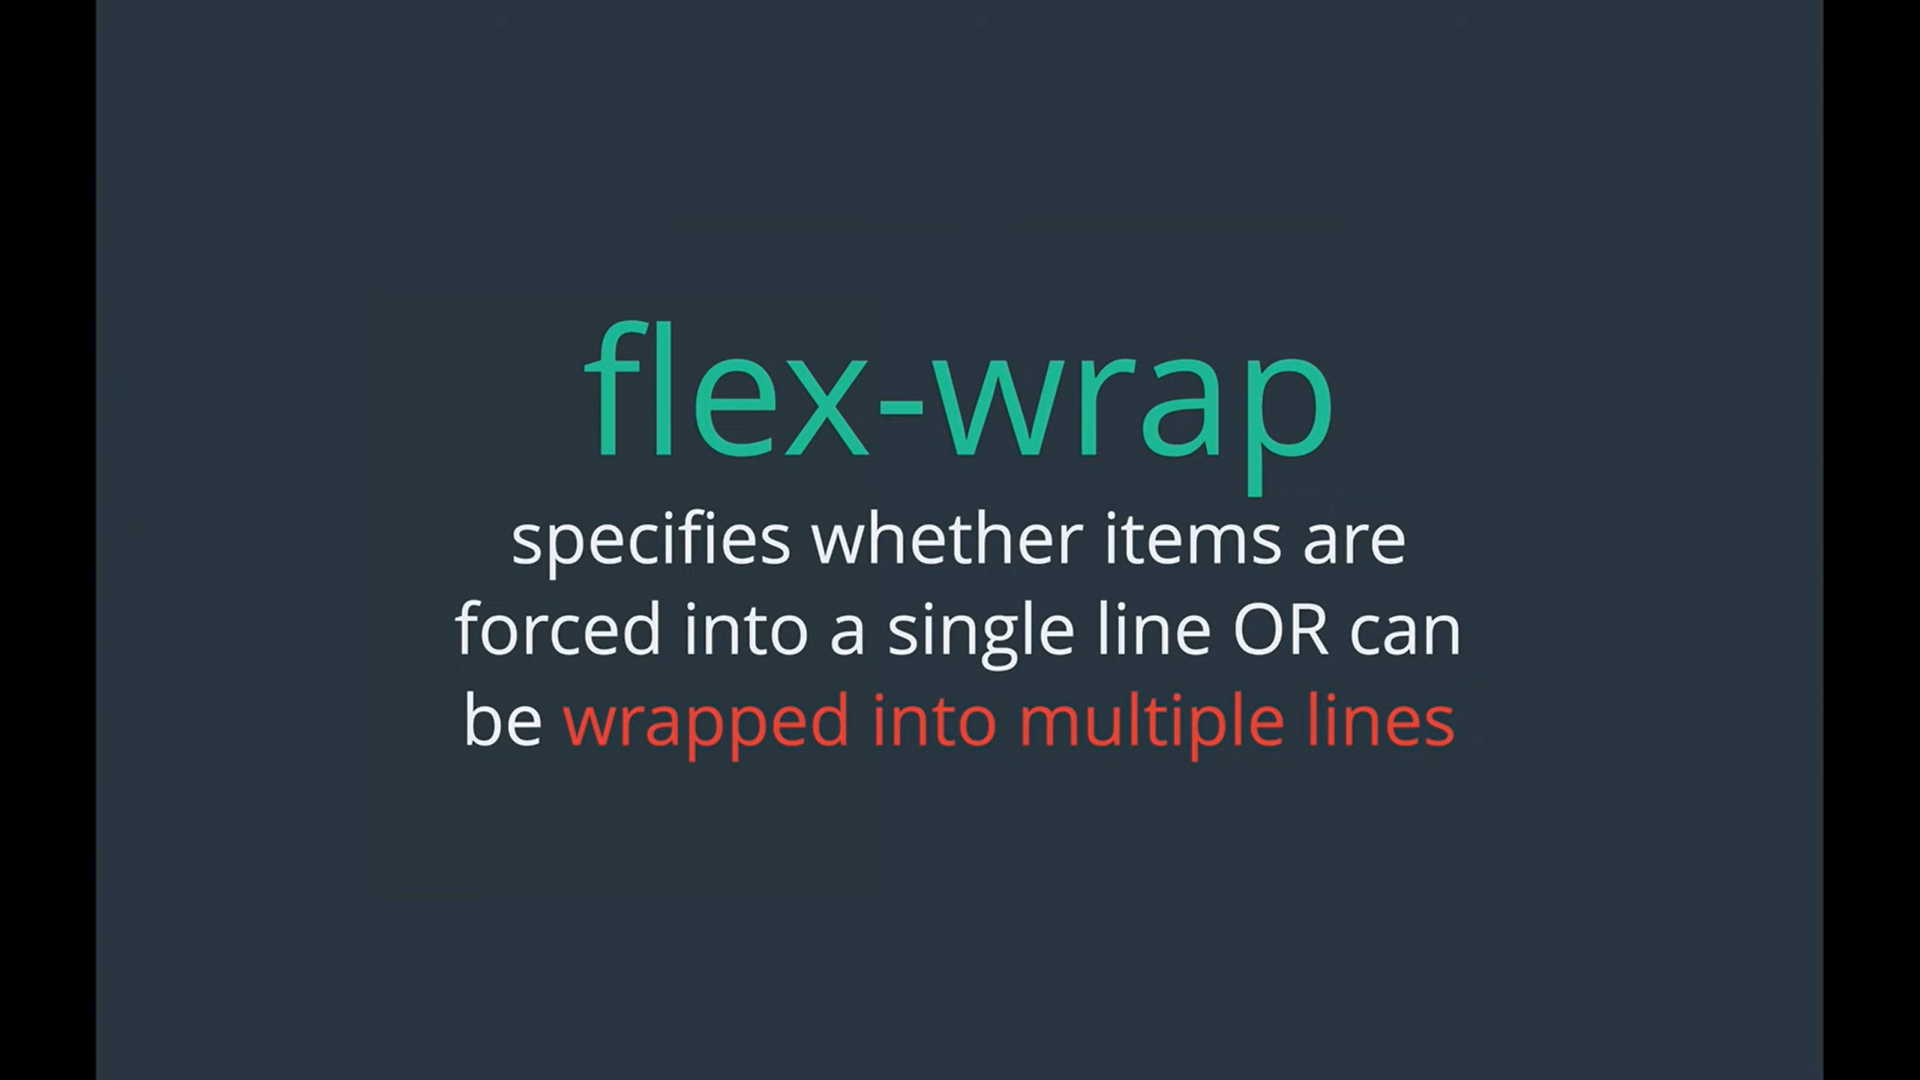 flex-wrap
specifies whether items are
forced into a single line OR can
be wrapped into multiple lines